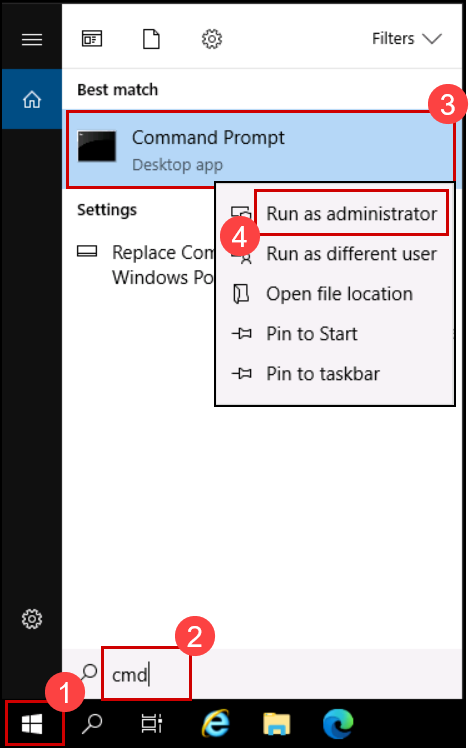 Filters
Best match
3
Command Prompt
Desktop app
Settings
Run as administrator
4
Replace Com
Windows Po
Run as different user
Open file location
Pin to Start
Pin to taskbar
2
cmd
1